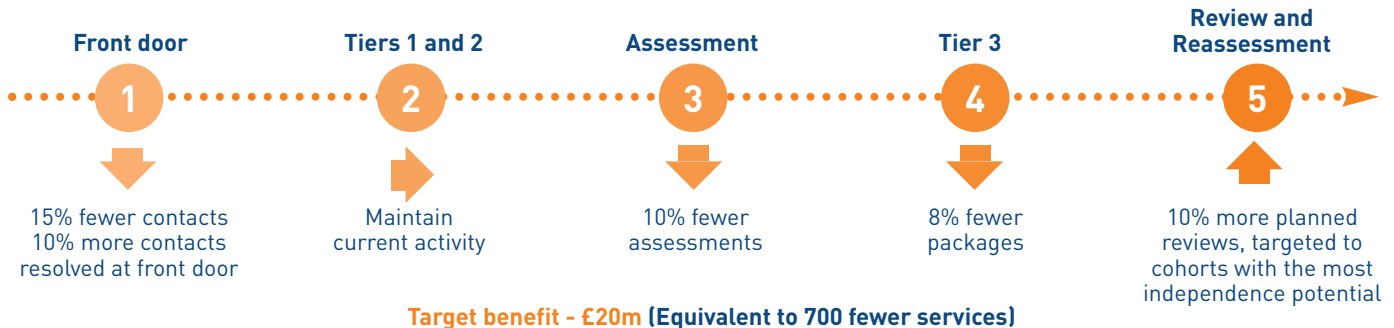 Front door
1
15% fewer contacts
10% more contacts
resolved at front door
Tiers 1 and 2
2
Maintain
current activity
Assessment
3
10% fewer
assessments
Tier 3
4
8% fewer
packages
Review and
Reassessment
5
10% more planned
reviews, targeted to
cohorts with the most
independence potential
Target benefit - £20m (Equivalent to 700 fewer services)